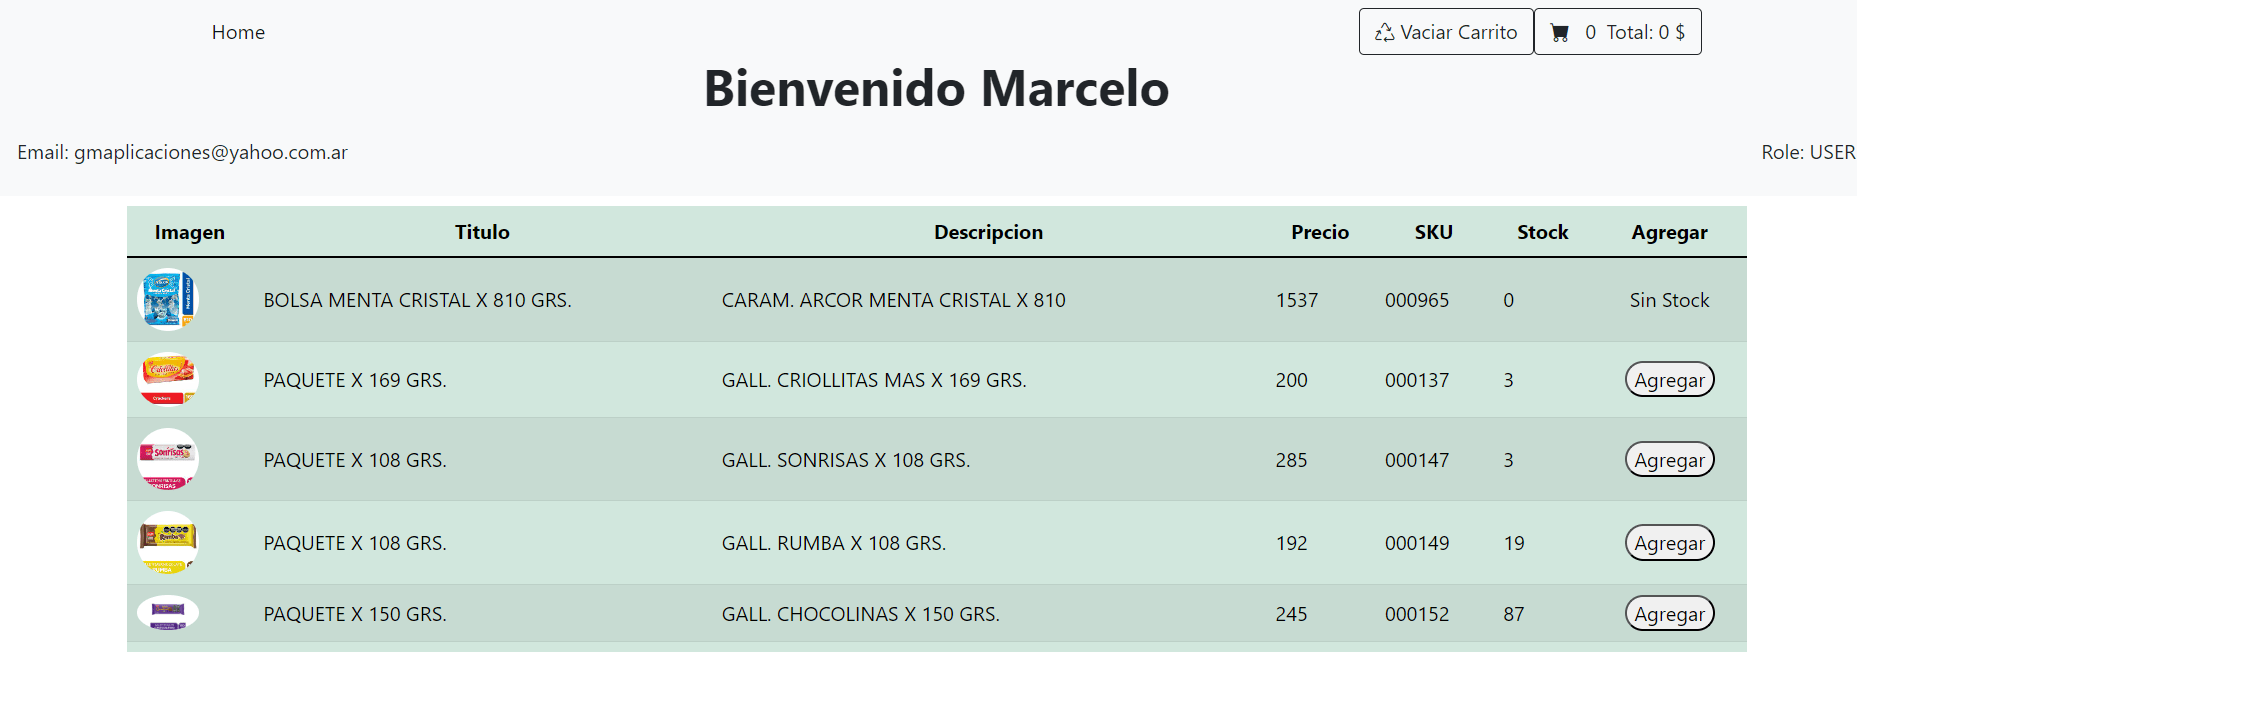 Home Vaciar Carrito 0 Total: 0 $
Bienvenido Marcelo
Email: gmaplicaciones@yahoo.com.ar Role: USER
Imagen Titulo Descripcion Precio SKU Stock Agregar
BOLSA MENTA CRISTAL X 810 GRS. CARAM. ARCOR MENTA CRISTAL X 810 1537 000965 0 Sin Stock
PAQUETE X 169 GRS. GALL. CRIOLLITAS MAS X 169 GRS. 200 000137 3 Agregar
PAQUETE X 108 GRS. GALL. SONRISAS X 108 GRS. 285 000147 3 Agregar
PAQUETE X 108 GRS. GALL. RUMBA X 108 GRS. 192 000149 19 Agregar
PAQUETE X 150 GRS. GALL. CHOCOLINAS X 150 GRS. 245 000152 87 Agregar